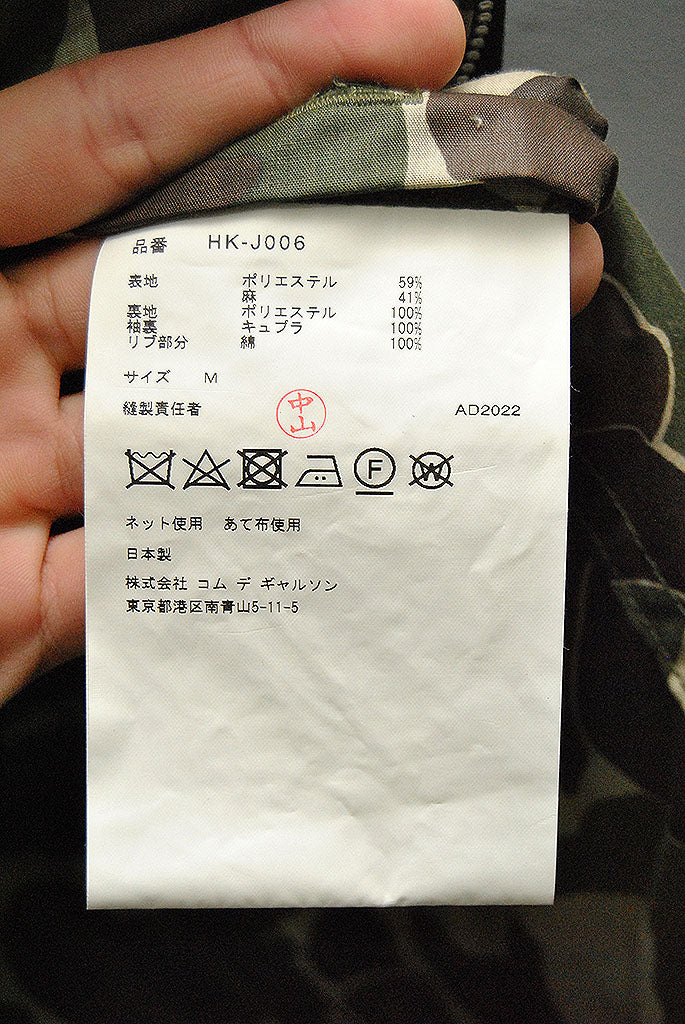 品番 HK-J006
表地 ポリエステル 59%
麻 41%
裏地 ポリエステル 100%
袖裏 キュプラ 100%
リブ部分 綿 100%
サイズ M
縫製責任者 中山 AD2022
F W
ネット使用 あて布使用
日本製
株式会社 コム デ ギャルソン
東京都港区南青山5-11-5